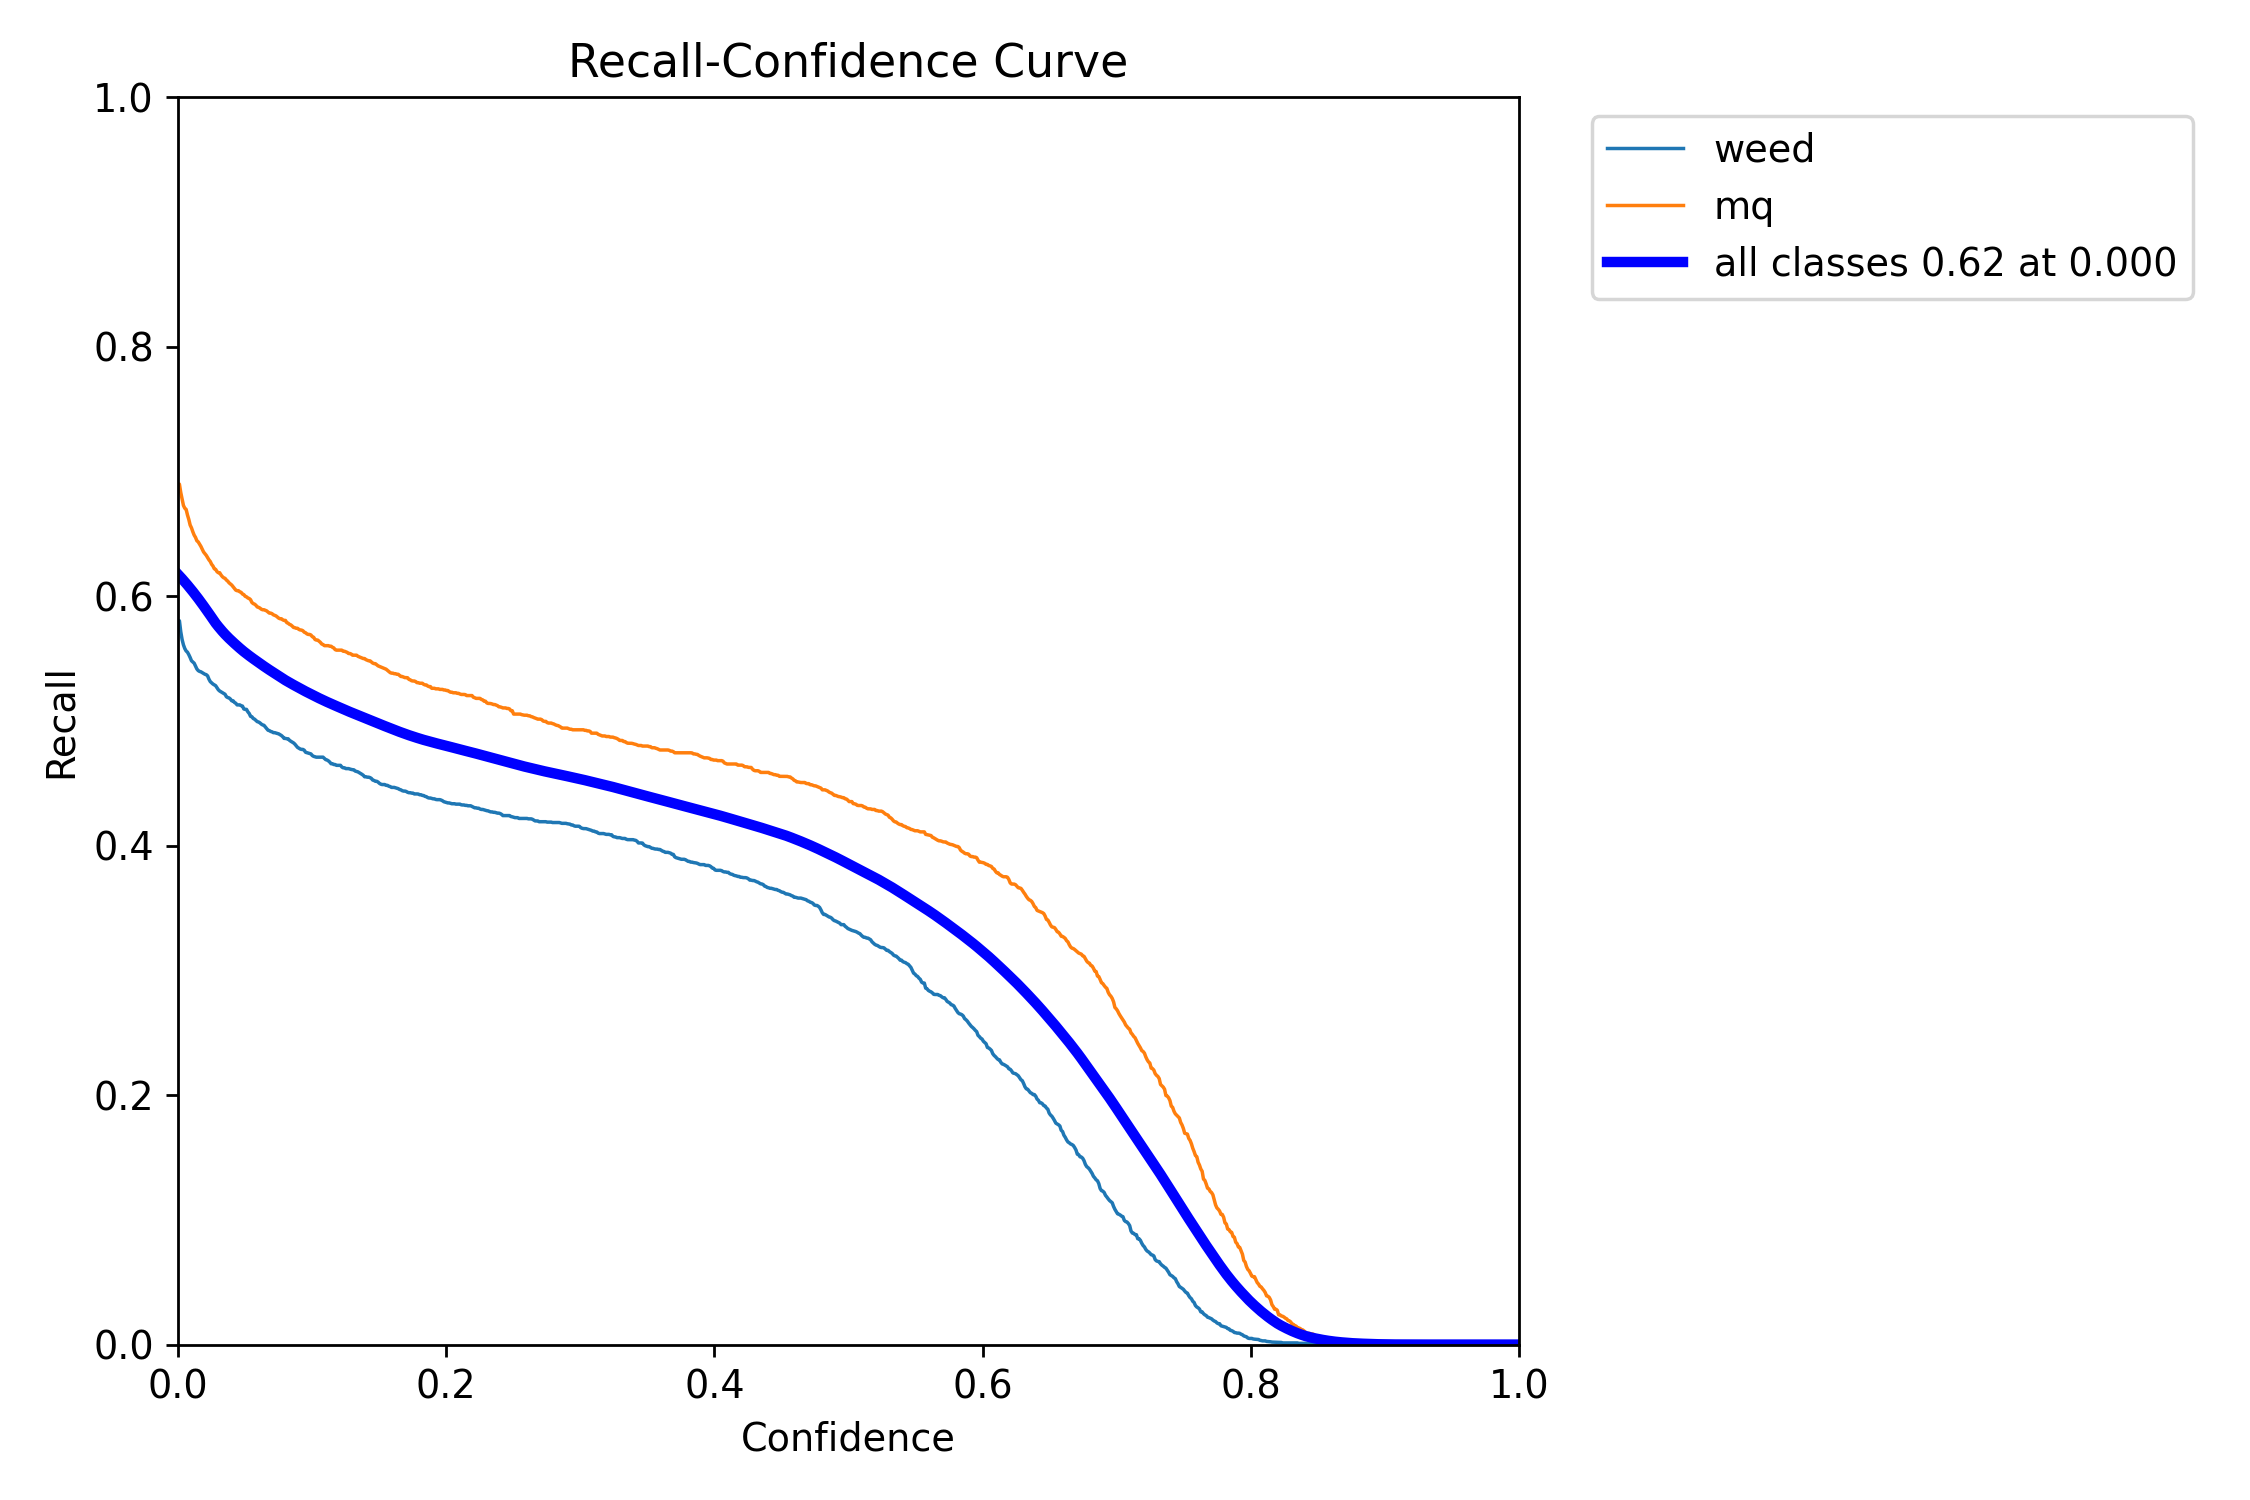 Recall-Confidence Curve
1.0
0.8
0.6
0.4
0.2
0.0
Recall
0.0 0.2 0.4 0.6 0.8 1.0
Confidence
weed
mq
all classes 0.62 at 0.000